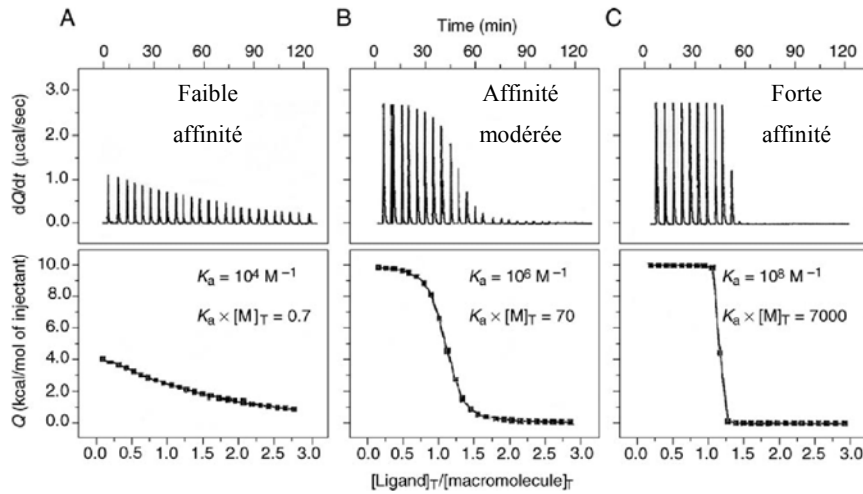 A
B
C
Time (min)
0 30 60 90 120
0 30 60 90 120
0 30 60 90 120
dQ/dt (μcal/sec)
3.0
2.0
1.0
0.0
Faible
affinité
Affinité
modérée
Forte
affinité
Q (kcal/mol of injectant)
10.0
8.0
6.0
4.0
2.0
0.0
Kₐ = 10⁴ M⁻¹
Kₐ × [M]T = 0.7
Kₐ = 10⁶ M⁻¹
Kₐ × [M]T = 70
Kₐ = 10⁸ M⁻¹
Kₐ × [M]T = 7000
0.0 0.5 1.0 1.5 2.0 2.5 3.0
0.0 0.5 1.0 1.5 2.0 2.5 3.0
0.0 0.5 1.0 1.5 2.0 2.5 3.0
[Ligand]T/[macromolecule]T